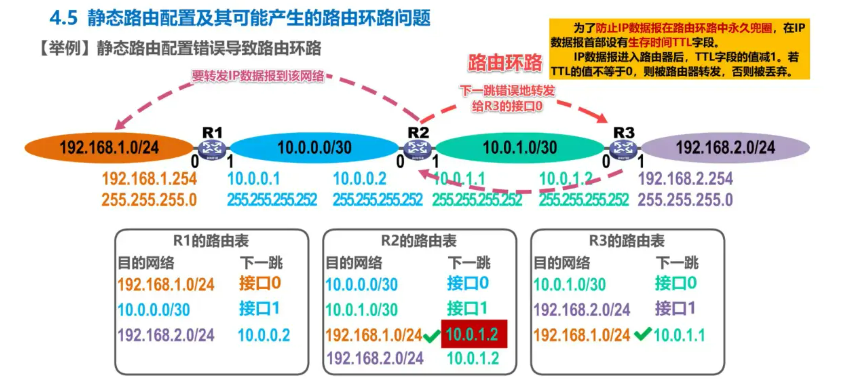 4.5 静态路由配置及其可能产生的路由环路问题
【举例】静态路由配置错误导致路由环路
为了防止IP数据报在路由环路中永久兜圈，在IP
数据报首部设有生存时间TTL字段。
IP数据报进入路由器后，TTL字段的值减1。若
TTL的值不等于0，则被路由器转发，否则被丢弃。
要转发IP数据报到该网络
路由环路
下一跳错误地转发
给R3的接口0
R1
R2
R3
192.168.1.0/24
10.0.0.0/30
10.0.1.0/30
192.168.2.0/24
0 1
0 1
0 1
192.168.1.254 10.0.0.1 10.0.0.2 10.0.1.1 10.0.1.2 192.168.2.254
255.255.255.0 255.255.255.252 255.255.255.252 255.255.255.252 255.255.255.252 255.255.255.0
R1的路由表
目的网络 下一跳
192.168.1.0/24 接口0
10.0.0.0/30 接口1
192.168.2.0/24 10.0.0.2
R2的路由表
目的网络 下一跳
10.0.0.0/30 接口0
10.0.1.0/30 接口1
192.168.1.0/24 10.0.1.2
192.168.2.0/24 10.0.1.2
R3的路由表
目的网络 下一跳
10.0.1.0/30 接口0
192.168.2.0/24 接口1
192.168.1.0/24 10.0.1.1